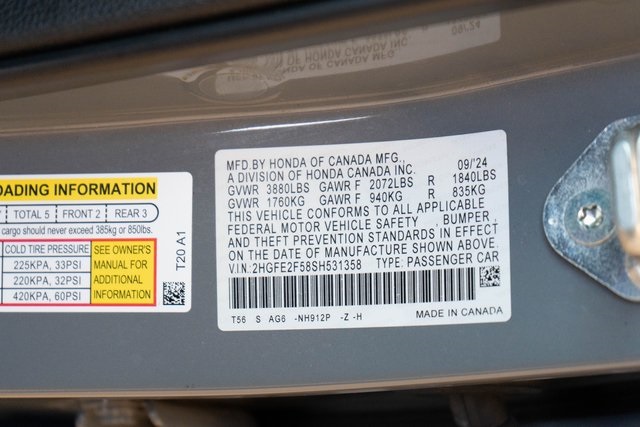 OADING INFORMATION
TOTAL 5 FRONT 2 REAR 3
cargo should never exceed 385kg or 850lbs.
COLD TIRE PRESSURE SEE OWNER'S
225KPA, 33PSI MANUAL FOR
220KPA, 32PSI ADDITIONAL
420KPA, 60PSI INFORMATION
T20 A1
MFD.BY HONDA OF CANADA MFG., 09/'24
A DIVISION OF HONDA CANADA INC.
GVWR 3880LBS GAWR F 2072LBS R 1840LBS
GVWR 1760KG GAWR F 940KG R 835KG
THIS VEHICLE CONFORMS TO ALL APPLICABLE
FEDERAL MOTOR VEHICLE SAFETY , BUMPER ,
AND THEFT PREVENTION STANDARDS IN EFFECT
ON THE DATE OF MANUFACTURE SHOWN ABOVE.
V.I.N:2HGFE2F58SH531358 TYPE: PASSENGER CAR
T56 S AG6 -NH912P -Z -H MADE IN CANADA